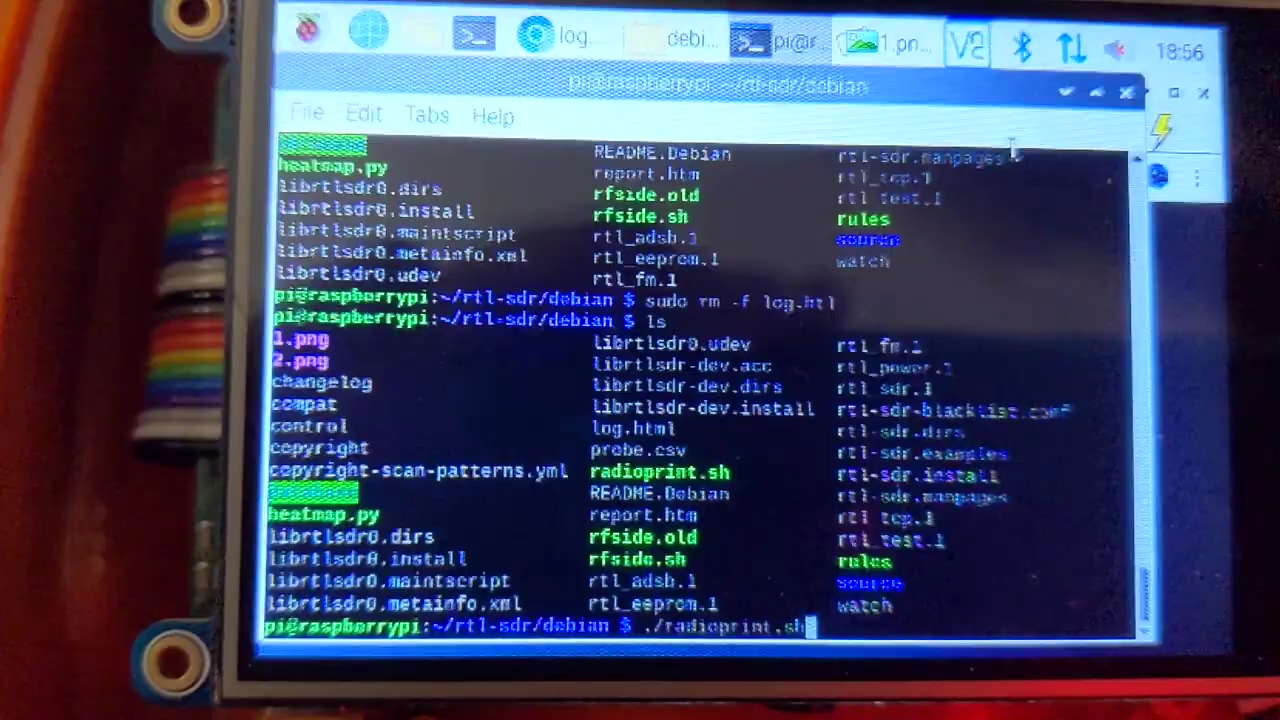 log...
debi...
pi@r...
1.pn...
V2
18:56
pi@raspberrypi: ~/rtl-sdr/debian
File Edit Tabs Help
README.Debian rtl-sdr.manpages
heatmap.py report.htm rtl_tcp.1
librtlsdr0.dirs rfside.old rtl_test.1
librtlsdr0.install rfside.sh rules
librtlsdr0.maintscript rtl_adsb.1 source
librtlsdr0.metainfo.xml rtl_eeprom.1 watch
librtlsdr0.udev rtl_fm.1
pi@raspberrypi:~/rtl-sdr/debian $ sudo rm -f log.htl
pi@raspberrypi:~/rtl-sdr/debian $ ls
1.png librtlsdr0.udev rtl_fm.1
2.png librtlsdr-dev.acc rtl_power.1
changelog librtlsdr-dev.dirs rtl_sdr.1
compat librtlsdr-dev.install rtl-sdr-blacklist.conf
control log.html rtl-sdr.dirs
copyright probe.csv rtl-sdr.examples
copyright-scan-patterns.yml radioprint.sh rtl-sdr.install
README.Debian rtl-sdr.manpages
heatmap.py report.htm rtl_tcp.1
librtlsdr0.dirs rfside.old rtl_test.1
librtlsdr0.install rfside.sh rules
librtlsdr0.maintscript rtl_adsb.1 source
librtlsdr0.metainfo.xml rtl_eeprom.1 watch
pi@raspberrypi:~/rtl-sdr/debian $ ./radioprint.sh